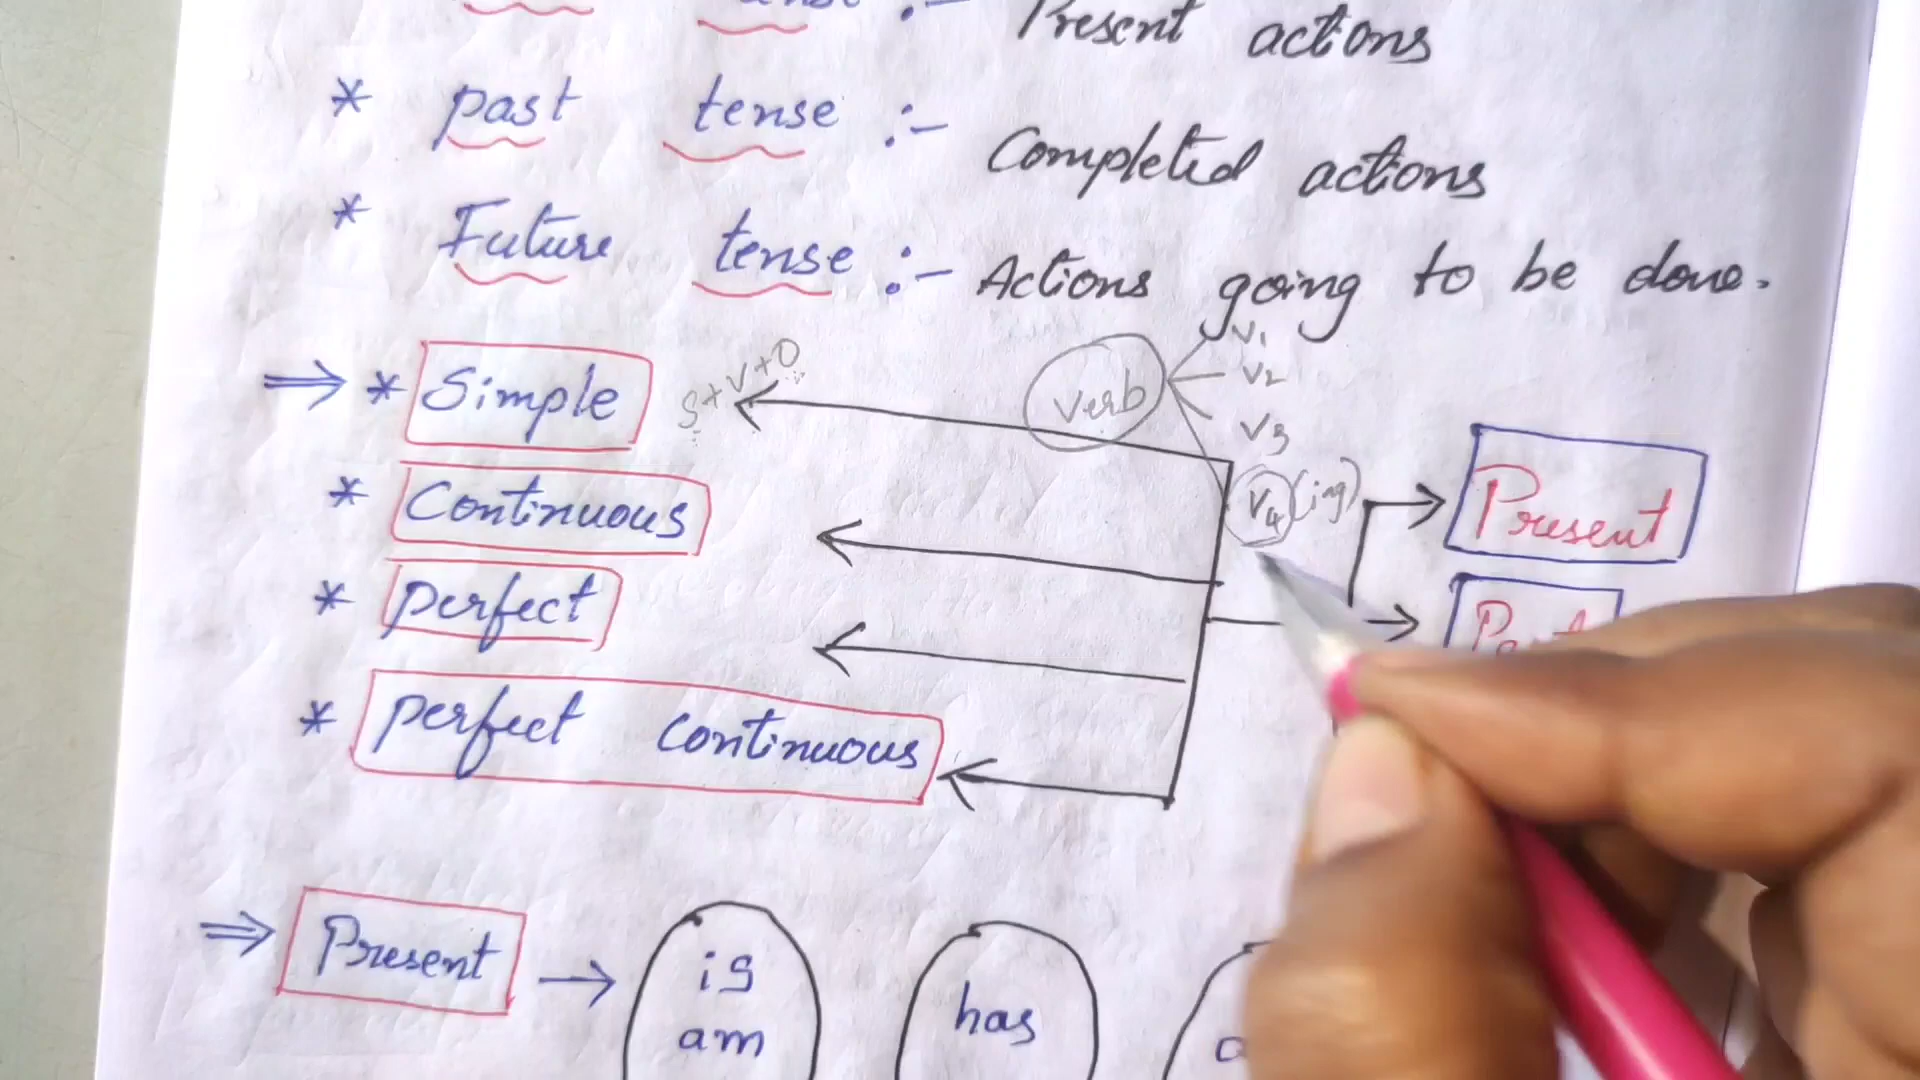 Present actions
* past tense :- Completed actions
* Future tense :- Actions going to be done.
⇒ * Simple S+V+O
verb
V1
V2
V3
V4 (ing)
* Continuous
* perfect
* perfect continuous
Present
⇒ Present → is
am
has